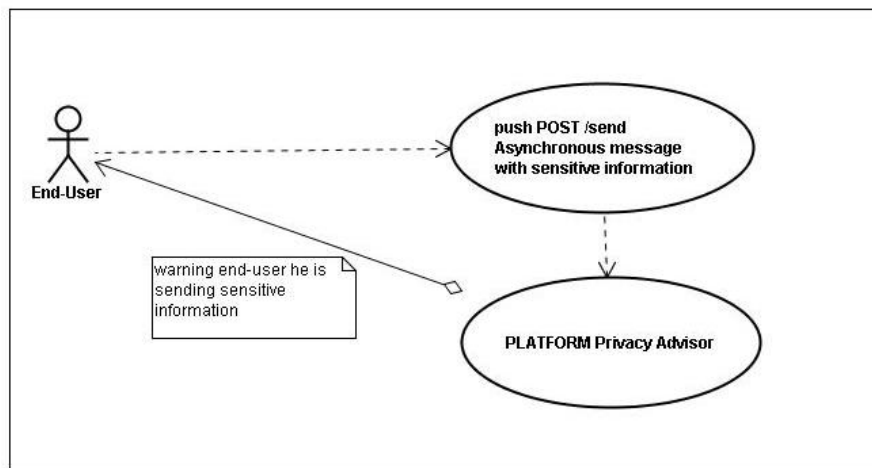 push POST /send
Asynchronous message
with sensitive information
End-User
warning end-user he is
sending sensitive
information
PLATFORM Privacy Advisor